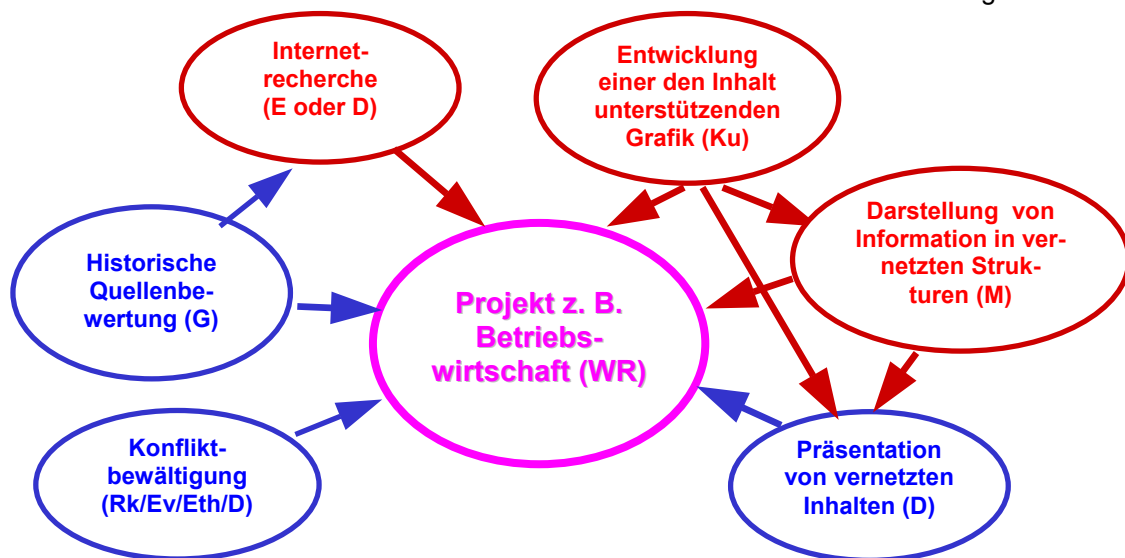 Internet-
recherche
(E oder D)
Entwicklung
einer den Inhalt
unterstützenden
Grafik (Ku)
Darstellung von
Information in ver-
netzten Struk-
turen (M)
Historische
Quellenbe-
wertung (G)
Projekt z. B.
Betriebs-
wirtschaft (WR)
Konflikt-
bewältigung
(Rk/Ev/Eth/D)
Präsentation
von vernetzten
Inhalten (D)